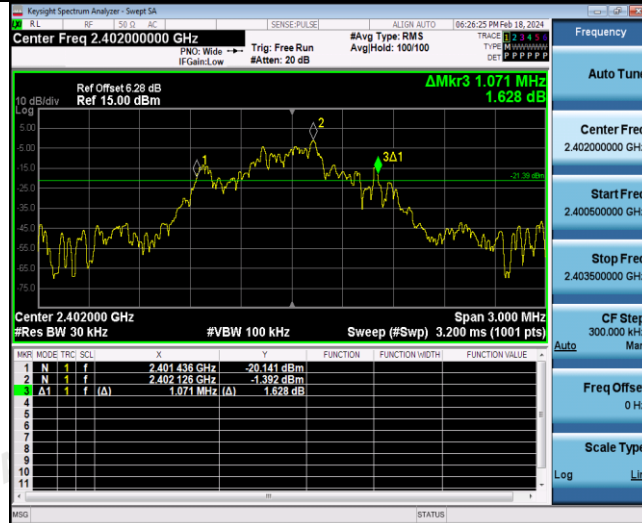 Keysight Spectrum Analyzer - Swept SA
RL RF 50 Ω AC SENSE:PULSE ALIGN AUTO 06:26:25 PM Feb 18, 2024
Center Freq 2.402000000 GHz
PNO: Wide
IFGain:Low
Trig: Free Run
#Atten: 20 dB
#Avg Type: RMS
Avg|Hold: 100/100
TRACE 1 2 3 4 5 6
TYPE M W W W W W
DET P P P P P P
Ref Offset 6.28 dB
Ref 15.00 dBm
10 dB/div
Log
ΔMkr3 1.071 MHz
1.628 dB
5.00
-5.00
-15.0
-25.0
-35.0
-45.0
-55.0
-65.0
-75.0
1
2
3Δ1
-21.39 dBm
Center 2.402000 GHz
#Res BW 30 kHz
#VBW 100 kHz
Span 3.000 MHz
Sweep (#Swp) 3.200 ms (1001 pts)
MKR MODE TRC SCL X Y FUNCTION FUNCTION WIDTH FUNCTION VALUE
1 N 1 f 2.401 436 GHz -20.141 dBm
2 N 1 f 2.402 126 GHz -1.392 dBm
3 Δ1 1 f (Δ) 1.071 MHz (Δ) 1.628 dB
4
5
6
7
8
9
10
11
MSG
STATUS
Frequency
Auto Tune
Center Freq
2.402000000 GHz
Start Freq
2.400500000 GHz
Stop Freq
2.403500000 GHz
CF Step
300.000 kHz
Auto Man
Freq Offset
0 Hz
Scale Type
Log Lin